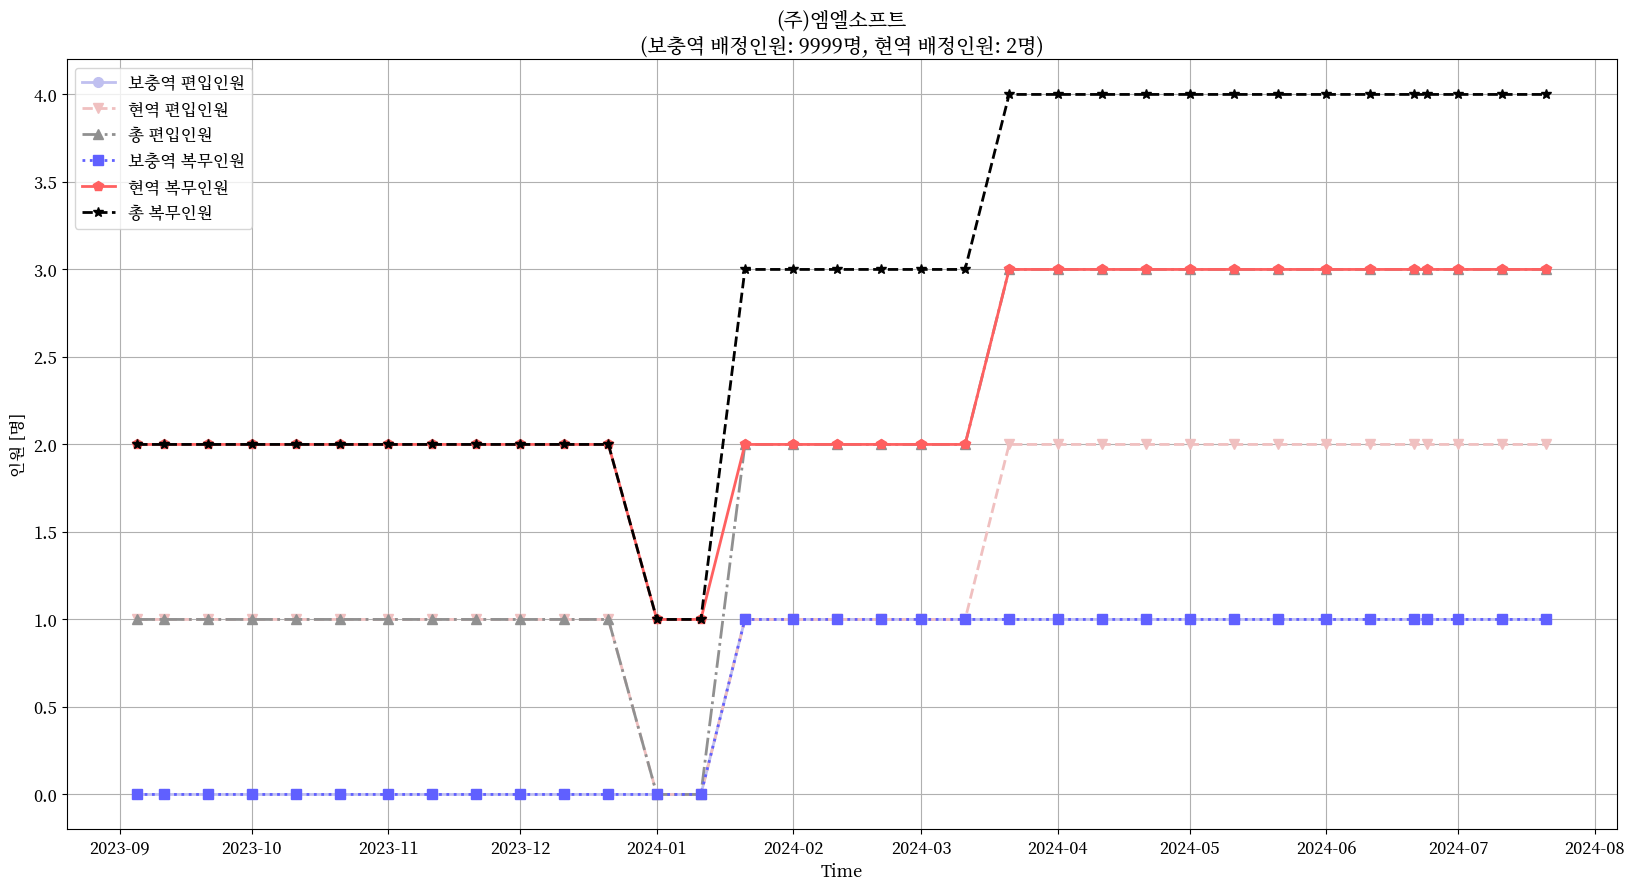 (주)엠엘소프트
(보충역 배정인원: 9999명, 현역 배정인원: 2명)
보충역 편입인원
현역 편입인원
총 편입인원
보충역 복무인원
현역 복무인원
총 복무인원
인원 [명]
4.0
3.5
3.0
2.5
2.0
1.5
1.0
0.5
0.0
2023-09 2023-10 2023-11 2023-12 2024-01 2024-02 2024-03 2024-04 2024-05 2024-06 2024-07 2024-08
Time